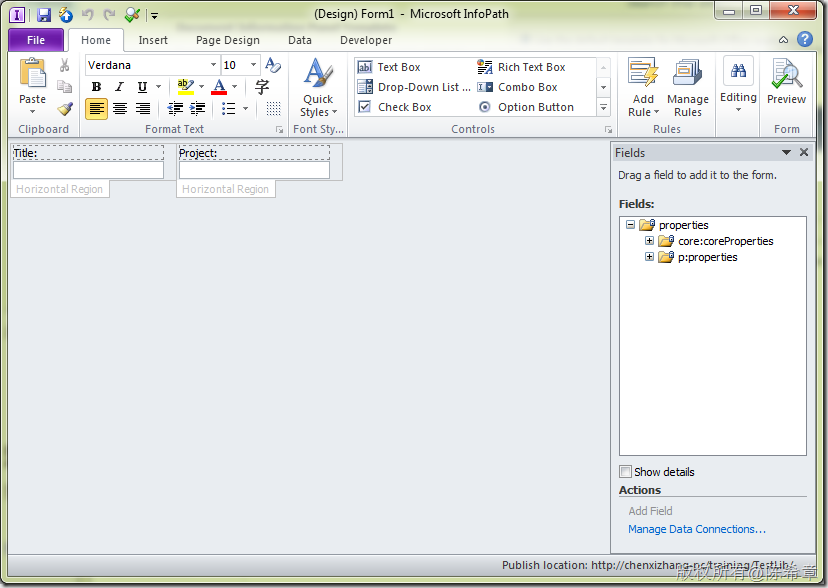 (Design) Form1 - Microsoft InfoPath
File Home Insert Page Design Data Developer
Paste
Clipboard
Verdana 10
B I U ab A 字
Format Text
Quick
Styles
Font Sty...
abl Text Box Rich Text Box
Drop-Down List ... Combo Box
Check Box Option Button
Controls
Add
Rule
Manage
Rules
Rules
Editing
Preview
Form
Title: Project:
Horizontal Region Horizontal Region
Fields
Drag a field to add it to the form.
Fields:
properties
core:coreProperties
p:properties
Show details
Actions
Add Field
Manage Data Connections...
Publish location: http://chenxizhang-pc/training/TestLib/
版权所有@陈希章